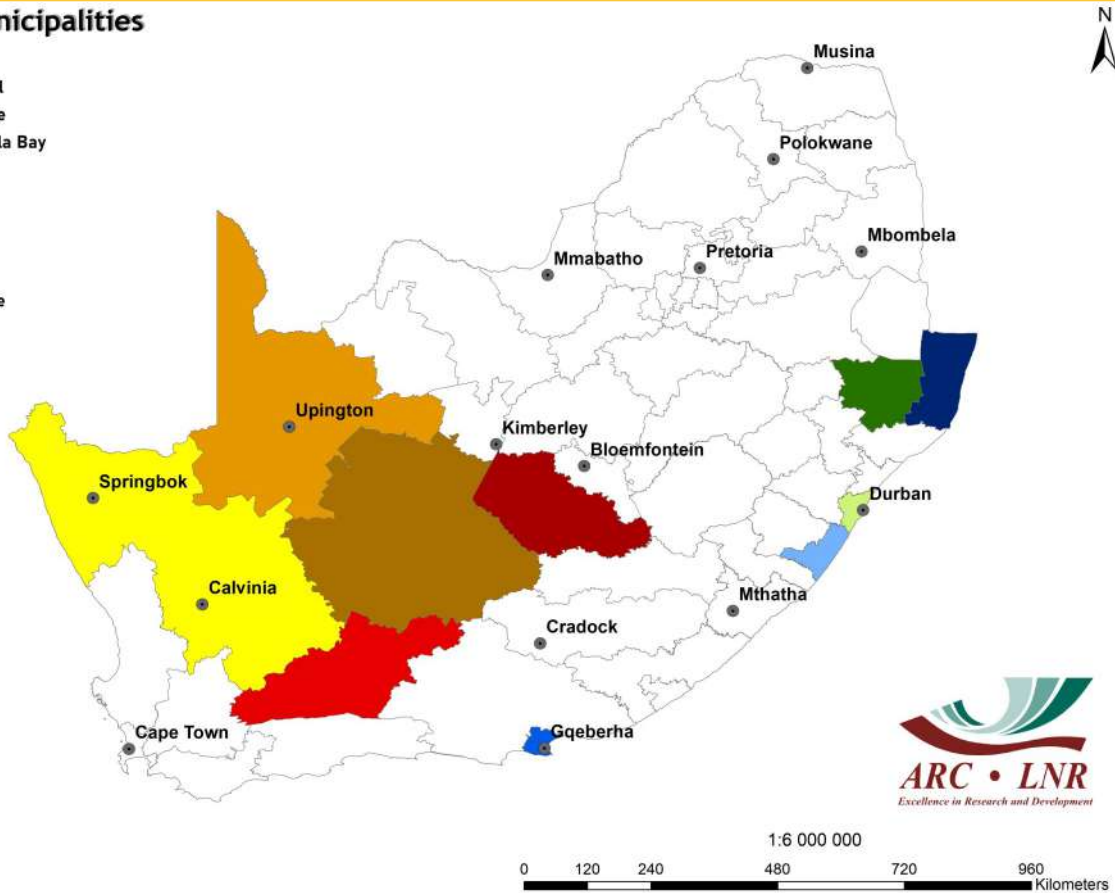 nicipalities
N
l
e
la Bay
e
Musina
Polokwane
Mbombela
Pretoria
Mmabatho
Upington
Kimberley
Bloemfontein
Springbok
Durban
Calvinia
Mthatha
Cradock
Cape Town
Gqeberha
ARC • LNR
Excellence in Research and Development
1:6 000 000
0 120 240 480 720 960
Kilometers